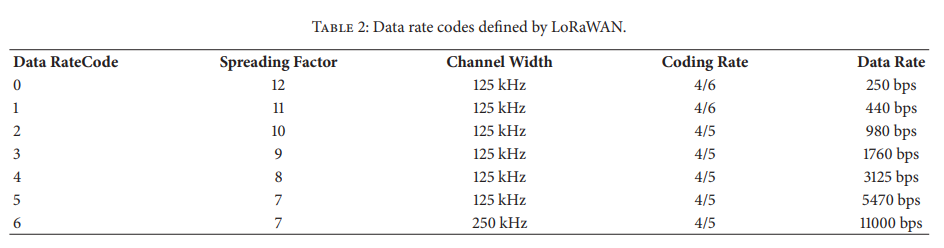 TABLE 2: Data rate codes defined by LoRaWAN.
Data RateCode Spreading Factor Channel Width Coding Rate Data Rate
0 12 125 kHz 4/6 250 bps
1 11 125 kHz 4/6 440 bps
2 10 125 kHz 4/5 980 bps
3 9 125 kHz 4/5 1760 bps
4 8 125 kHz 4/5 3125 bps
5 7 125 kHz 4/5 5470 bps
6 7 250 kHz 4/5 11000 bps